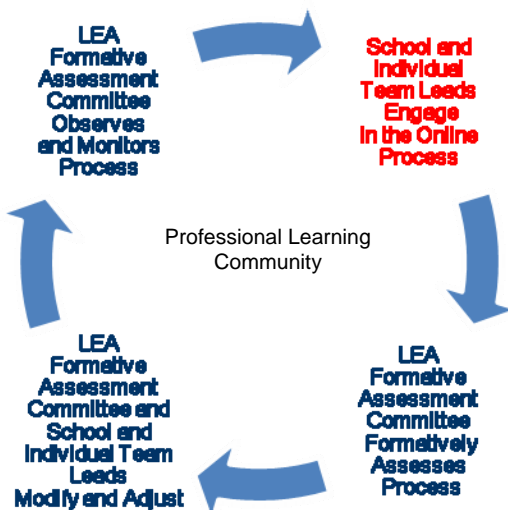 LEA
Formative
Assessment
Committee
Observes
and Monitors
Process
School and
Individual
Team Leads
Engage
in the Online
Process
Professional Learning
Community
LEA
Formative
Assessment
Committee and
School and
Individual Team
Leads
Modify and Adjust
LEA
Formative
Assessment
Committee
Formatively
Assesses
Process